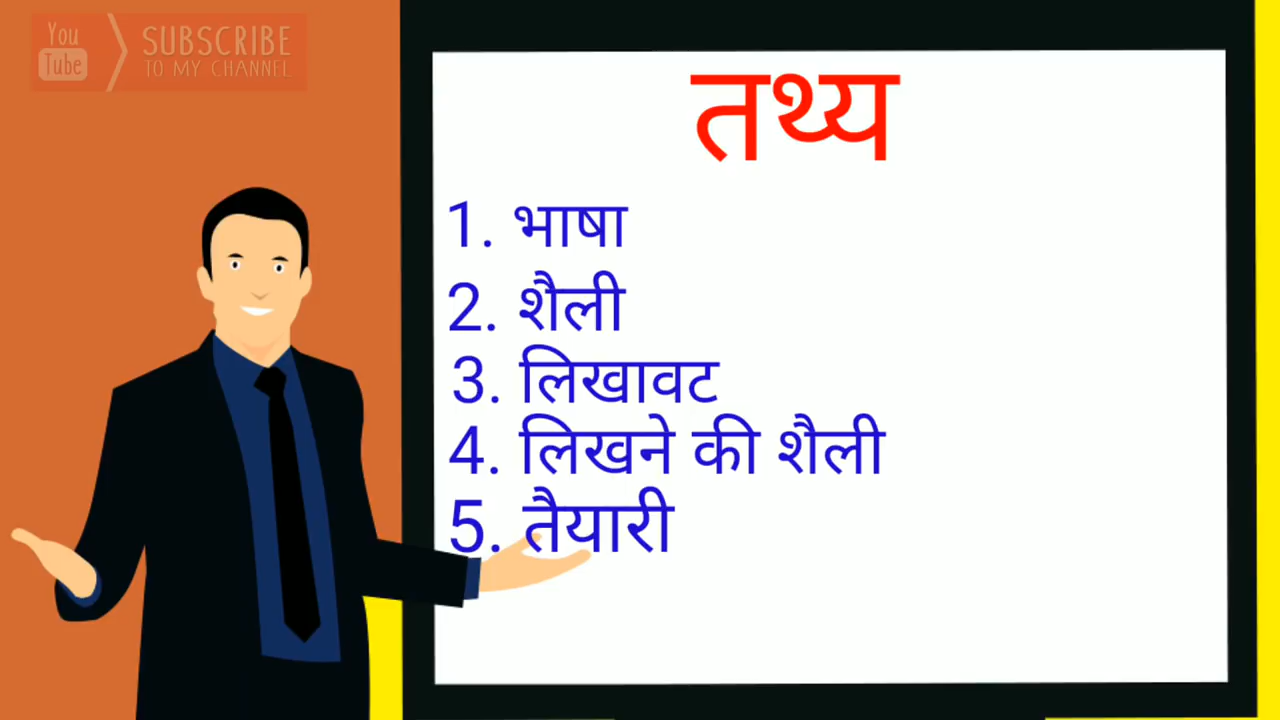 You
Tube
SUBSCRIBE
TO MY CHANNEL
तथ्य
1. भाषा
2. शैली
3. लिखावट
4. लिखने की शैली
5. तैयारी